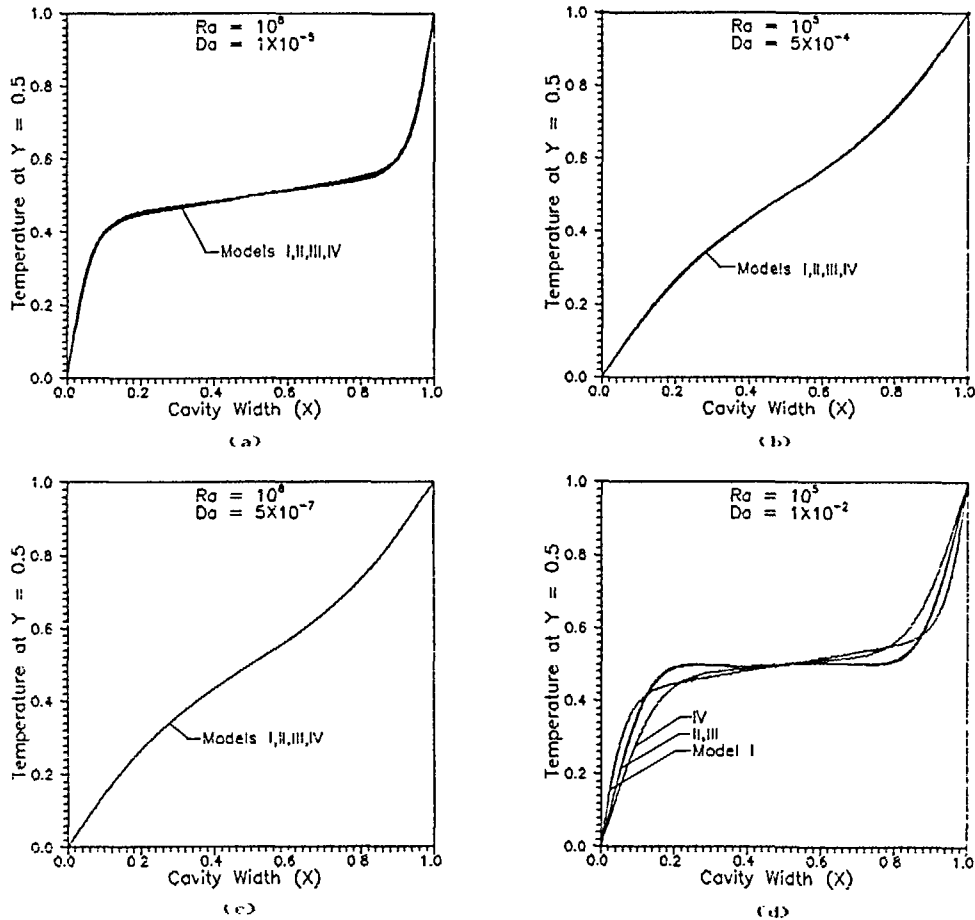 Ra = 10⁶
Da = 1X10⁻⁵
Temperature at Y = 0.5
1.0
0.8
0.6
0.4
0.2
0.0
Models I,II,III,IV
0.0 0.2 0.4 0.6 0.8 1.0
Cavity Width (X)
(a)
Ra = 10⁵
Da = 5X10⁻⁴
Temperature at Y = 0.5
1.0
0.8
0.6
0.4
0.2
0.0
Models I,II,III,IV
0.0 0.2 0.4 0.6 0.8 1.0
Cavity Width (X)
(b)
Ra = 10⁸
Da = 5X10⁻⁷
Temperature at Y = 0.5
1.0
0.8
0.6
0.4
0.2
0.0
Models I,II,III,IV
0.0 0.2 0.4 0.6 0.8 1.0
Cavity Width (X)
(c)
Ra = 10⁵
Da = 1X10⁻²
Temperature at Y = 0.5
1.0
0.8
0.6
0.4
0.2
0.0
IV
II,III
Model I
0.0 0.2 0.4 0.6 0.8 1.0
Cavity Width (X)
(d)